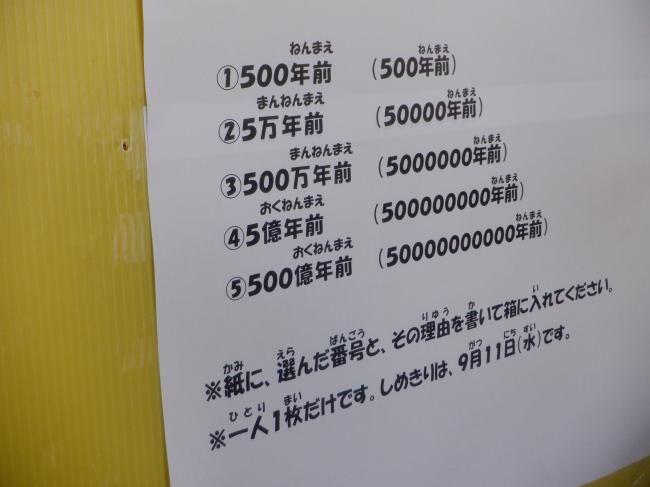 ねんまえ ねんまえ
①500年前 (500年前)
まんねんまえ ねんまえ
②5万年前 (50000年前)
まんねんまえ ねんまえ
③500万年前 (5000000年前)
おくねんまえ ねんまえ
④5億年前 (500000000年前)
おくねんまえ ねんまえ
⑤500億年前 (50000000000年前)
かみ えら ばんごう りゆう か い
※紙に、選んだ番号と、その理由を書いて箱に入れてください。
ひとり まい がつ にち すい
※一人1枚だけです。しめきりは、9月11日(水)です。